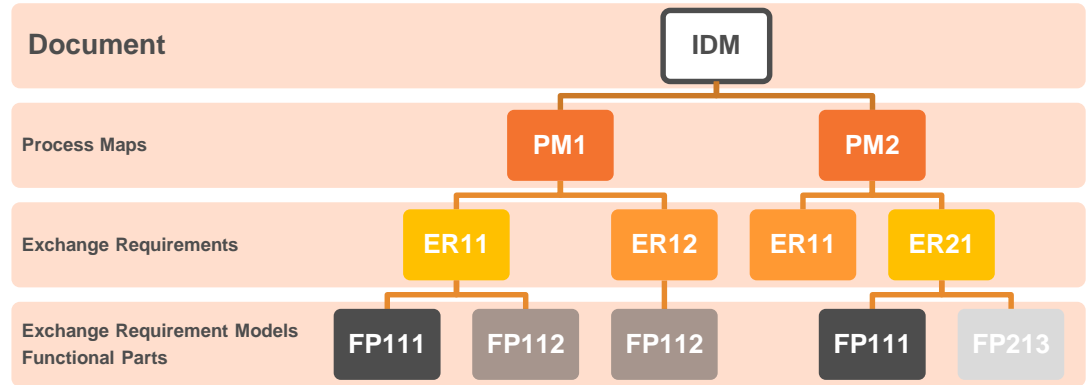 Document
IDM
Process Maps
PM1
PM2
Exchange Requirements
ER11
ER12
ER11
ER21
Exchange Requirement Models
Functional Parts
FP111
FP112
FP112
FP111
FP213